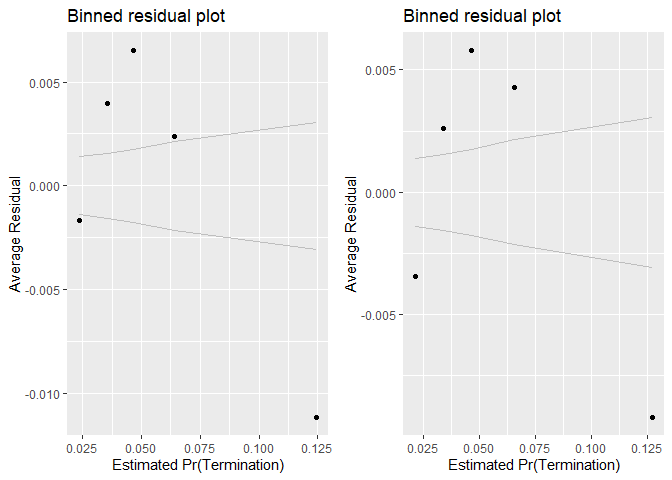 Binned residual plot
Average Residual
0.005
0.000
-0.005
-0.010
0.025 0.050 0.075 0.100 0.125
Estimated Pr(Termination)
Binned residual plot
Average Residual
0.005
0.000
-0.005
0.025 0.050 0.075 0.100 0.125
Estimated Pr(Termination)